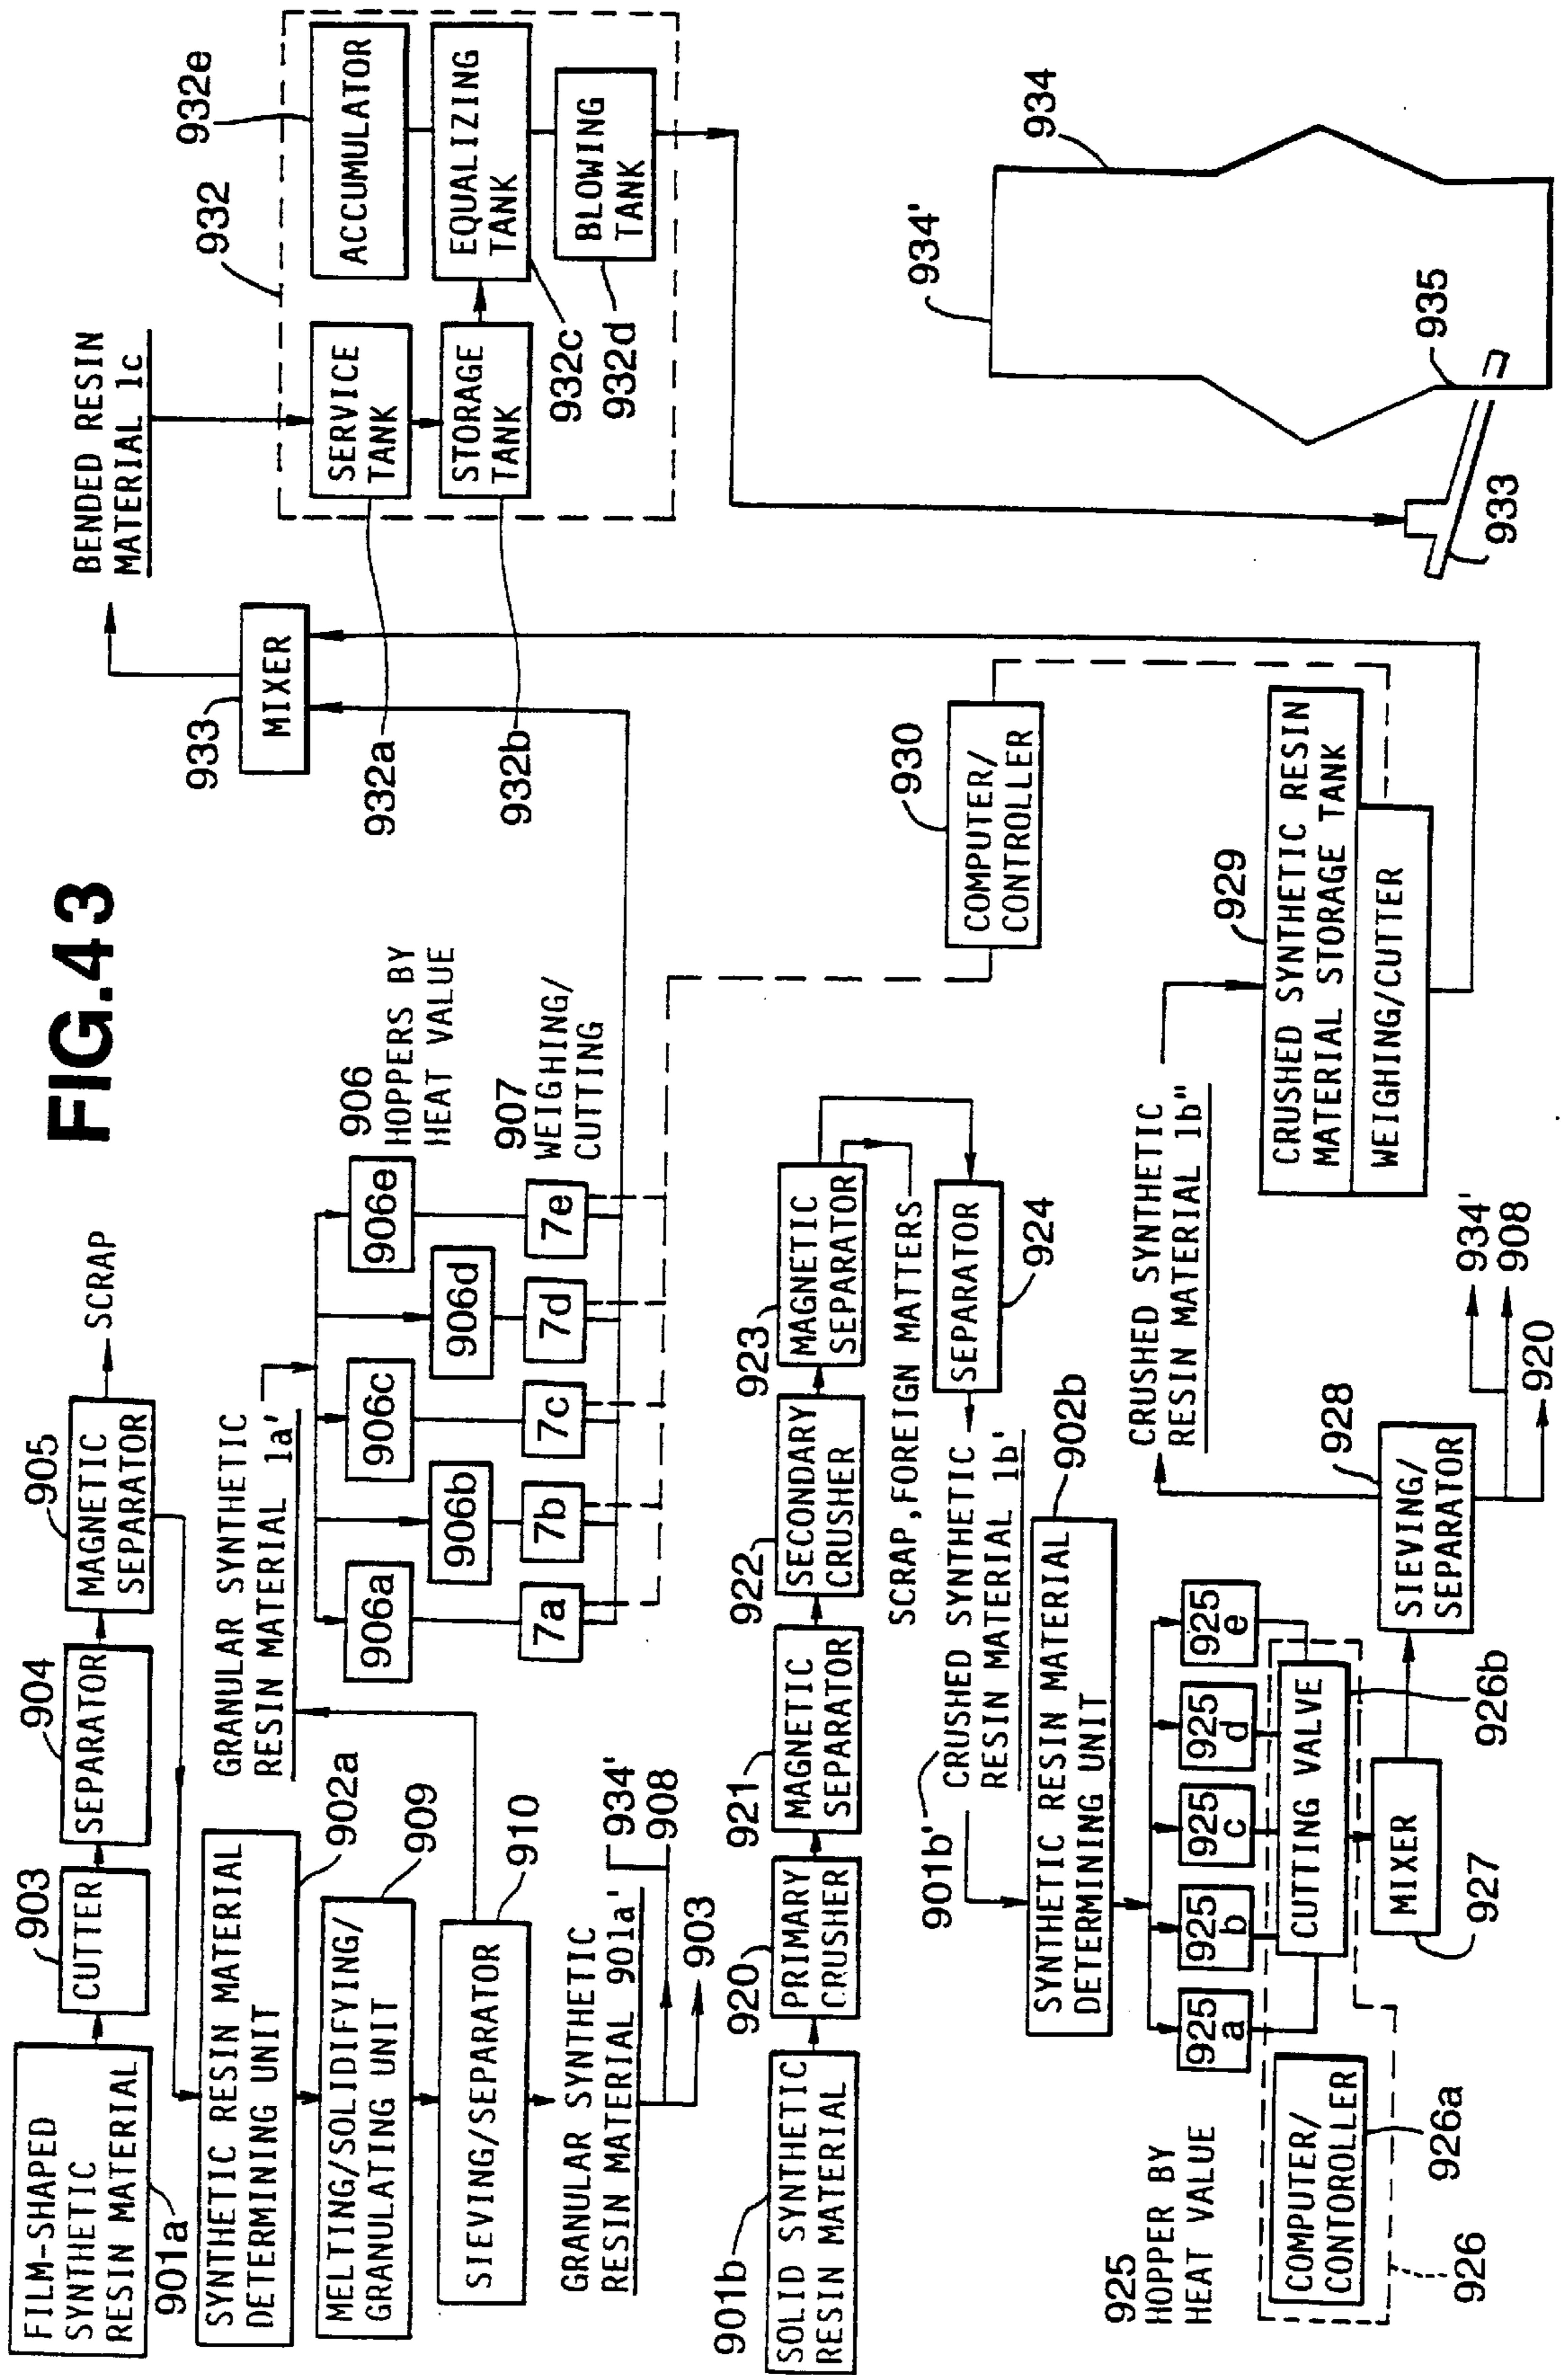 FIG.43
FILM-SHAPED
SYNTHETIC
RESIN MATERIAL
901a
CUTTER
903
SEPARATOR
904
MAGNETIC
SEPARATOR
905
SCRAP
SYNTHETIC RESIN MATERIAL
DETERMINING UNIT
902a
MELTING/SOLIDIFYING/
GRANULATING UNIT
909
SIEVING/SEPARATOR
910
GRANULAR SYNTHETIC
RESIN MATERIAL 901a'
934'
908
903
GRANULAR SYNTHETIC
RESIN MATERIAL 1a'
906a
906b
906c
906d
906e
906
HOPPERS BY
HEAT VALUE
7a
7b
7c
7d
7e
907
WEIGHING/
CUTTING
933
MIXER
BENDED RESIN
MATERIAL 1c
932
932e
SERVICE
TANK
ACCUMULATOR
STORAGE
TANK
EQUALIZING
TANK
BLOWING
TANK
932a
932b
932c
932d
934'
934
935
933
SOLID SYNTHETIC
RESIN MATERIAL
901b
PRIMARY
CRUSHER
920
MAGNETIC
SEPARATOR
921
SECONDARY
CRUSHER
922
MAGNETIC
SEPARATOR
923
SCRAP,FOREIGN MATTERS
SEPARATOR
924
901b'
CRUSHED SYNTHETIC
RESIN MATERIAL 1b'
SYNTHETIC RESIN MATERIAL
DETERMINING UNIT
902b
925
HOPPER BY
HEAT VALUE
925
a
925
b
925
c
925
d
925
e
COMPUTER/
CONTOROLLER
926a
CUTTING VALVE
926b
926
MIXER
927
SIEVING/
SEPARATOR
928
934'
908
920
CRUSHED SYNTHETIC
RESIN MATERIAL 1b"
930
COMPUTER/
CONTROLLER
929
CRUSHED SYNTHETIC RESIN
MATERIAL STORAGE TANK
WEIGHING/CUTTER